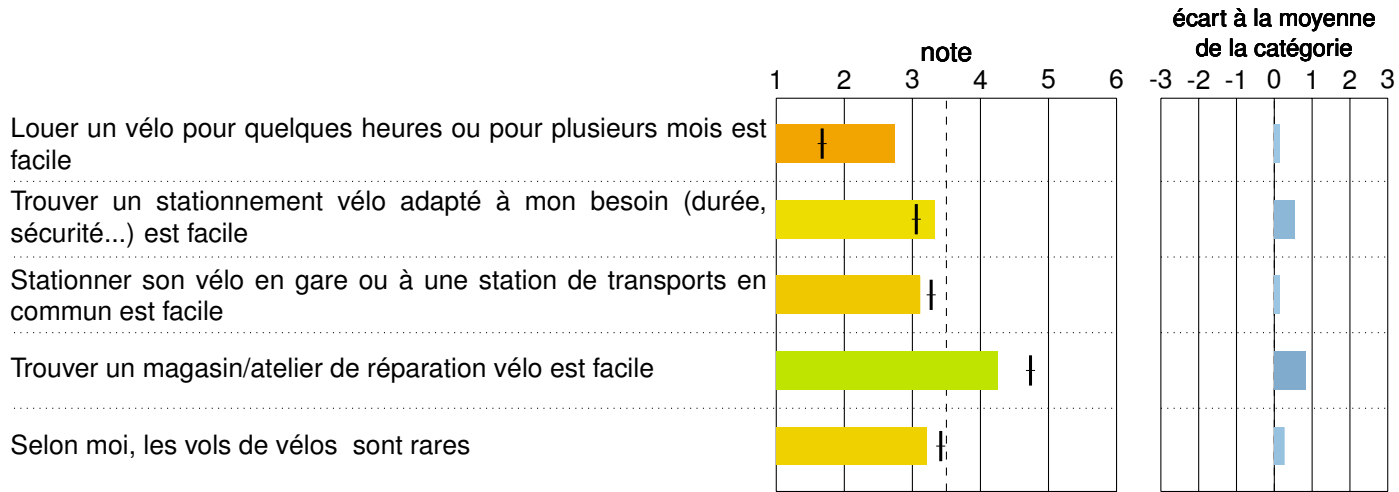 écart à la moyenne
de la catégorie
note
1 2 3 4 5 6
-3 -2 -1 0 1 2 3
Louer un vélo pour quelques heures ou pour plusieurs mois est
facile
Trouver un stationnement vélo adapté à mon besoin (durée,
sécurité...) est facile
Stationner son vélo en gare ou à une station de transports en
commun est facile
Trouver un magasin/atelier de réparation vélo est facile
Selon moi, les vols de vélos sont rares